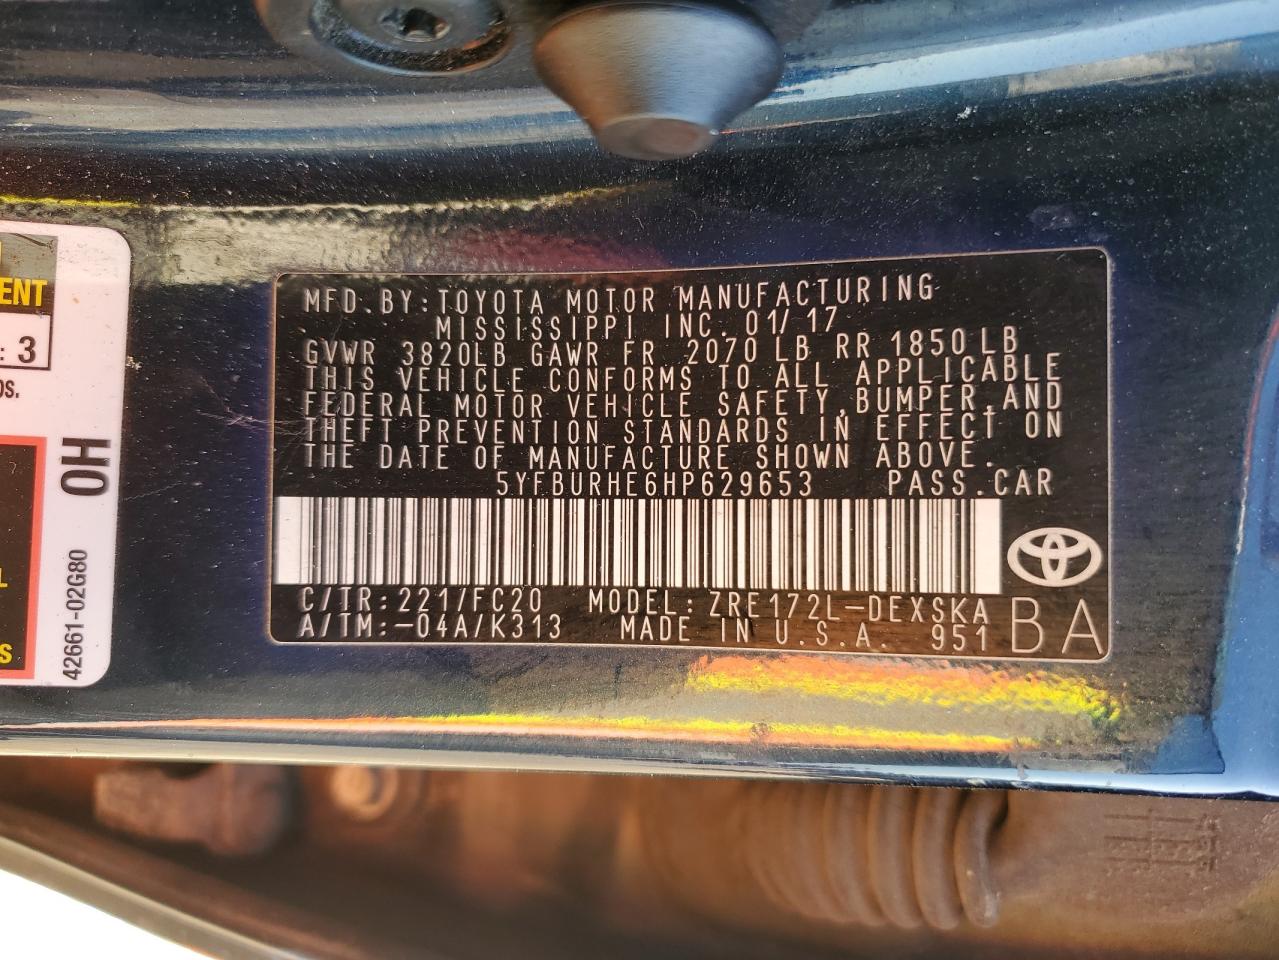 ENT
: 3
OS.
OH
42661-02G80
L
S
MFD. BY: TOYOTA MOTOR MANUFACTURING
MISSISSIPPI INC. 01/17
GVWR 3820LB GAWR FR 2070 LB RR 1850 LB
THIS VEHICLE CONFORMS TO ALL APPLICABLE
FEDERAL MOTOR VEHICLE SAFETY,BUMPER,AND
THEFT PREVENTION STANDARDS IN EFFECT ON
THE DATE OF MANUFACTURE SHOWN ABOVE.
5YFBURHE6HP629653 PASS.CAR
C/TR:221/FC20 MODEL:ZRE172L-DEXSKA
A/TM:-04A/K313 MADE IN U.S.A. 951
BA